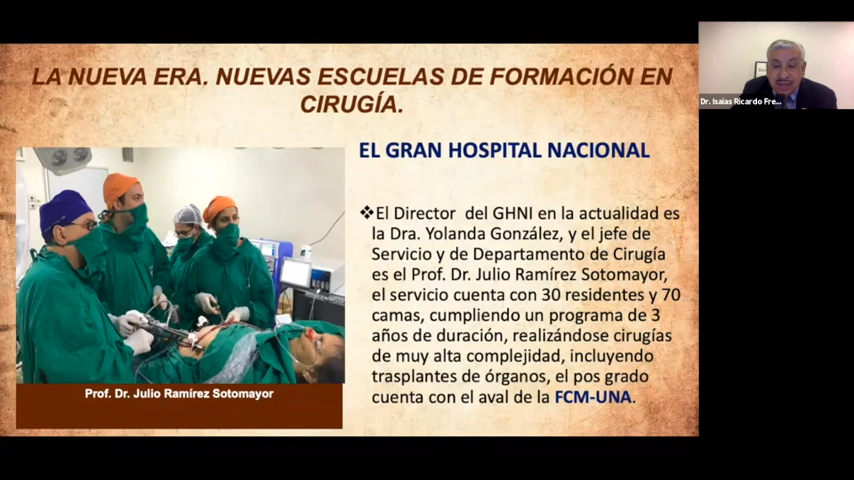 LA NUEVA ERA. NUEVAS ESCUELAS DE FORMACIÓN EN
CIRUGÍA.
EL GRAN HOSPITAL NACIONAL
❖El Director  del GHNI en la actualidad es
la Dra. Yolanda González, y el jefe de
Servicio y de Departamento de Cirugía
es el Prof. Dr. Julio Ramírez Sotomayor,
el servicio cuenta con 30 residentes y 70
camas, cumpliendo un programa de 3
años de duración, realizándose cirugías
de muy alta complejidad, incluyendo
trasplantes de órganos, el pos grado
cuenta con el aval de la FCM-UNA.
Prof. Dr. Julio Ramírez Sotomayor
Dr. Isaias Ricardo Fre...